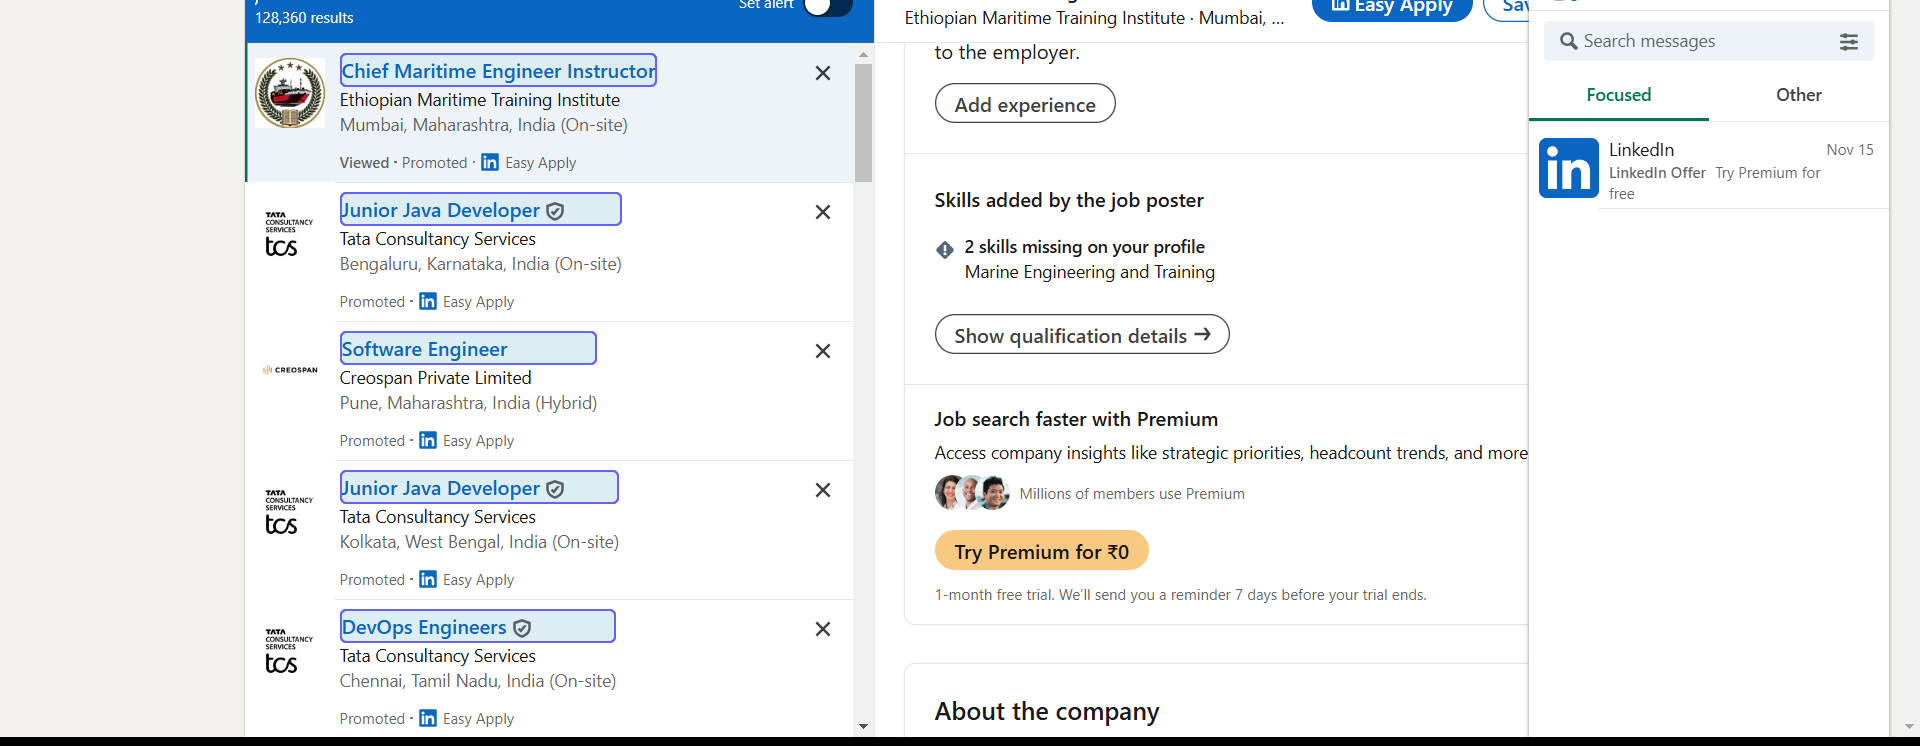 128,360 results
Set alert
Chief Maritime Engineer Instructor
Ethiopian Maritime Training Institute
Mumbai, Maharashtra, India (On-site)
Viewed · Promoted · in Easy Apply
TATA
CONSULTANCY
SERVICES
tcs
Junior Java Developer
Tata Consultancy Services
Bengaluru, Karnataka, India (On-site)
Promoted · in Easy Apply
CREOSPAN
Software Engineer
Creospan Private Limited
Pune, Maharashtra, India (Hybrid)
Promoted · in Easy Apply
TATA
CONSULTANCY
SERVICES
tcs
Junior Java Developer
Tata Consultancy Services
Kolkata, West Bengal, India (On-site)
Promoted · in Easy Apply
TATA
CONSULTANCY
SERVICES
tcs
DevOps Engineers
Tata Consultancy Services
Chennai, Tamil Nadu, India (On-site)
Promoted · in Easy Apply
Ethiopian Maritime Training Institute · Mumbai, ...
in Easy Apply
Sav
to the employer.
Add experience
Skills added by the job poster
2 skills missing on your profile
Marine Engineering and Training
Show qualification details →
Job search faster with Premium
Access company insights like strategic priorities, headcount trends, and more
Millions of members use Premium
Try Premium for ₹0
1-month free trial. We'll send you a reminder 7 days before your trial ends.
About the company
Search messages
Focused
Other
in
LinkedIn
Nov 15
LinkedIn Offer Try Premium for
free